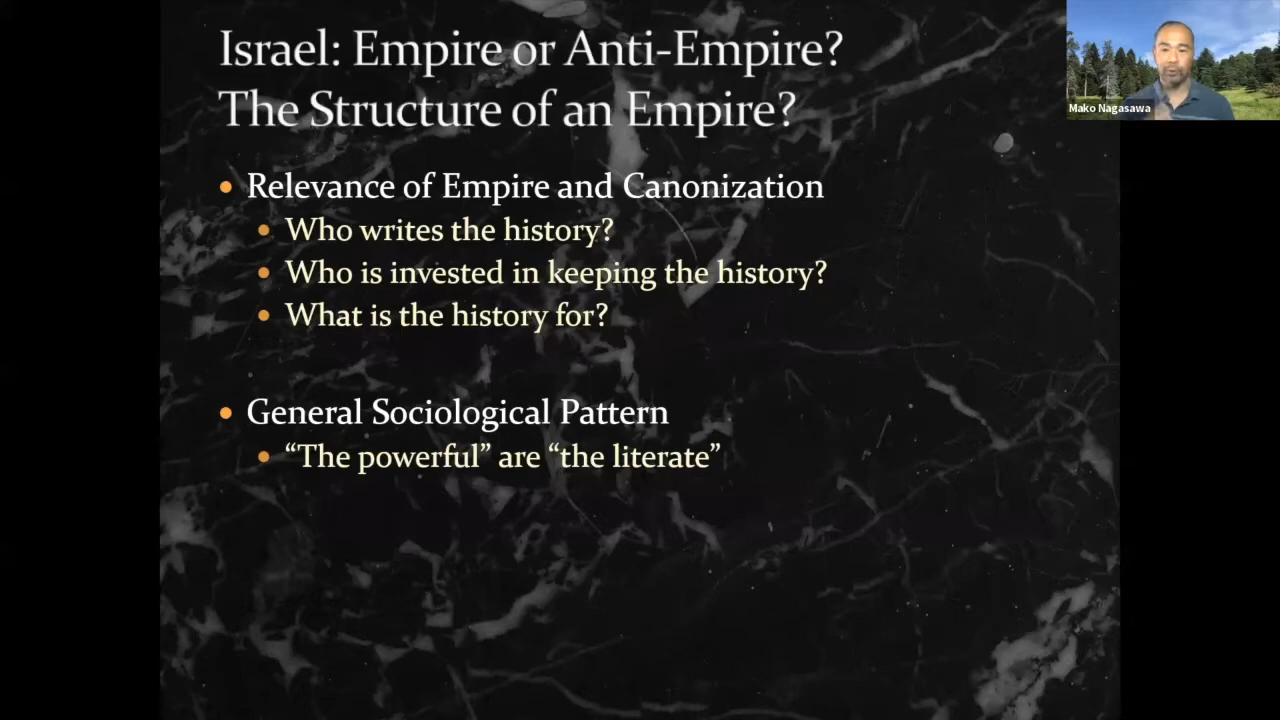 Israel: Empire or Anti-Empire?
The Structure of an Empire?
Mako Nagasawa
• Relevance of Empire and Canonization
• Who writes the history?
• Who is invested in keeping the history?
• What is the history for?
• General Sociological Pattern
• “The powerful” are “the literate”